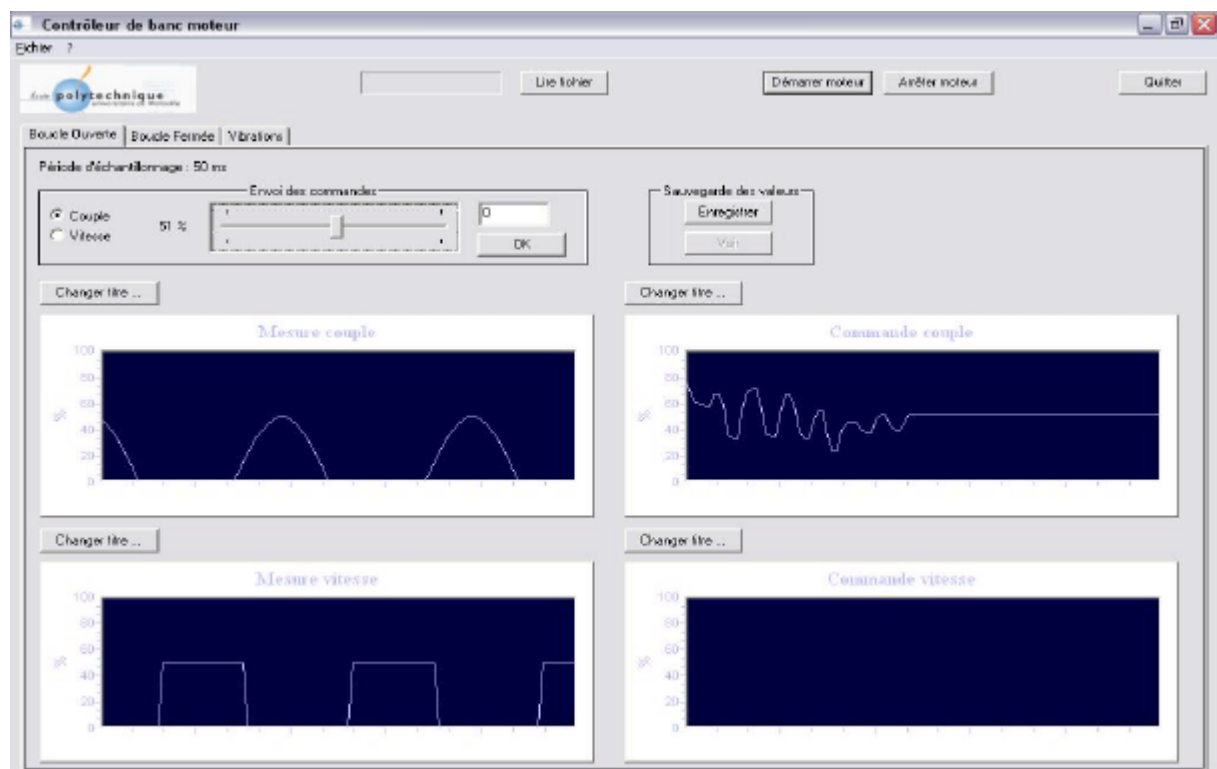 Contrôleur de banc moteur
Fichier ?
polytechnique
Lire fichier
Démarrer moteur
Arrêter moteur
Quitter
Boucle Ouverte
Boucle Fermée
Vibrations
Période d'échantillonnage : 50 ms
Envoi des commandes
Couple
Vitesse
51 %
0
OK
Sauvegarde des valeurs
Enregistrer
Voir
Changer titre ...
Changer titre ...
Mesure couple
100
80
60
40
20
0
%
Commande couple
100
80
60
40
20
0
%
Changer titre ...
Changer titre ...
Mesure vitesse
100
80
60
40
20
0
%
Commande vitesse
100
80
60
40
20
0
%